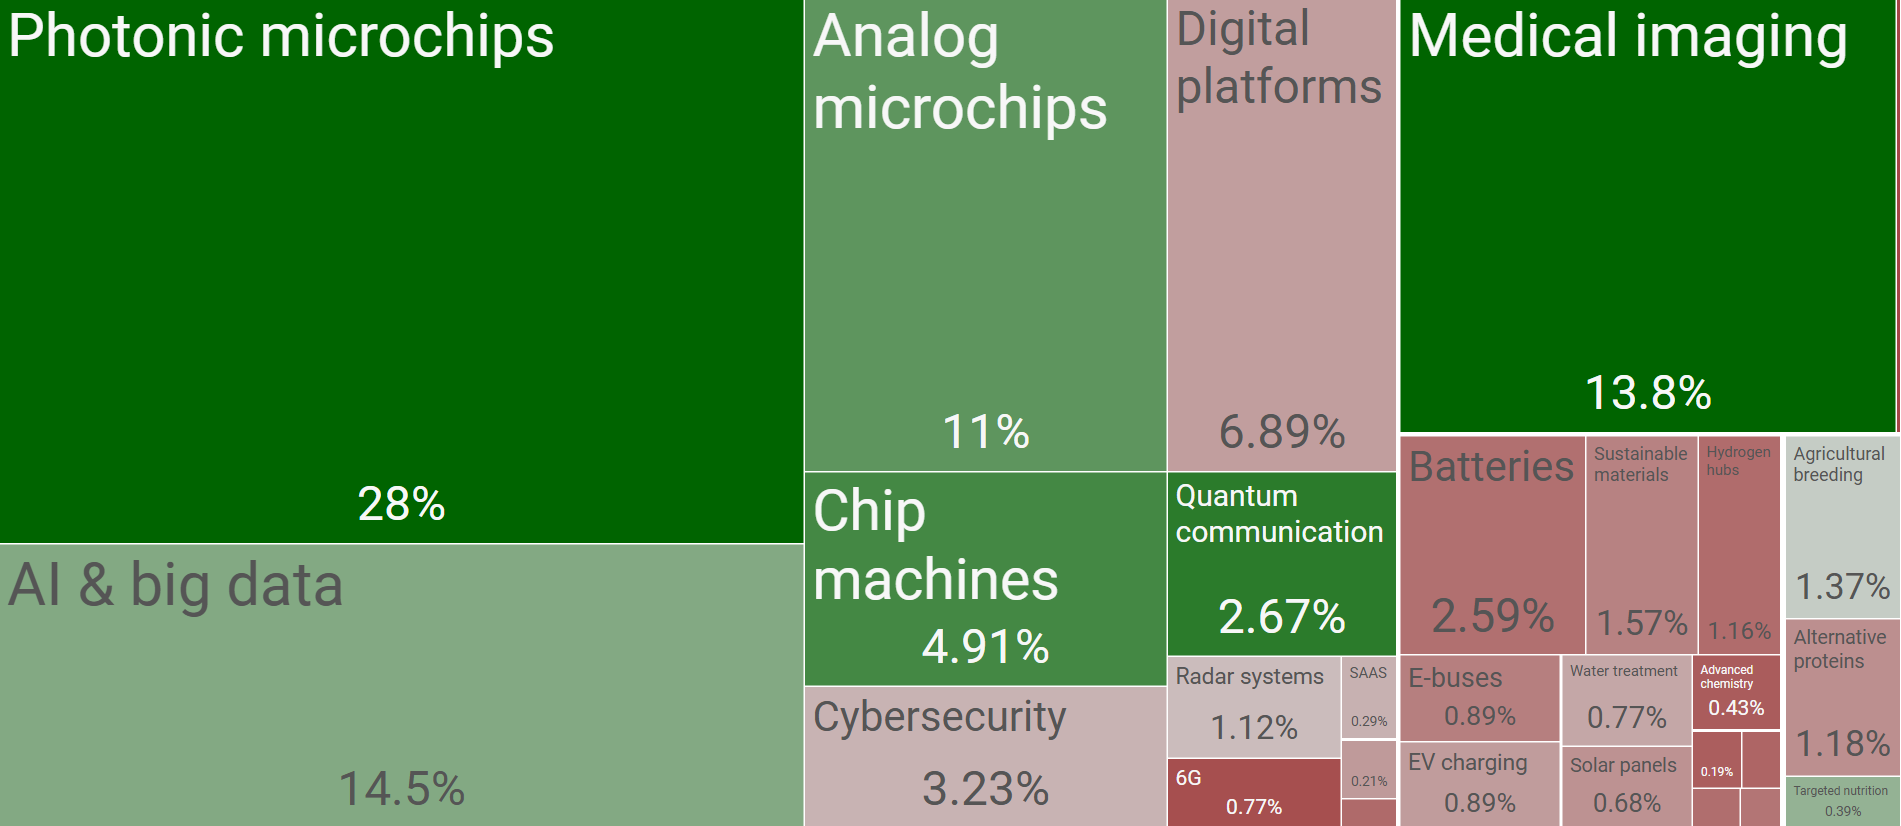 Photonic microchips
28%
AI & big data
14.5%
Analog
microchips
11%
Chip
machines
4.91%
Cybersecurity
3.23%
Digital
platforms
6.89%
Quantum
communication
2.67%
Radar systems
1.12%
SAAS
0.29%
6G
0.77%
0.21%
Medical imaging
13.8%
Batteries
2.59%
Sustainable
materials
1.57%
Hydrogen
hubs
1.16%
E-buses
0.89%
EV charging
0.89%
Water treatment
0.77%
Solar panels
0.68%
Advanced
chemistry
0.43%
0.19%
Agricultural
breeding
1.37%
Alternative
proteins
1.18%
Targeted nutrition
0.39%